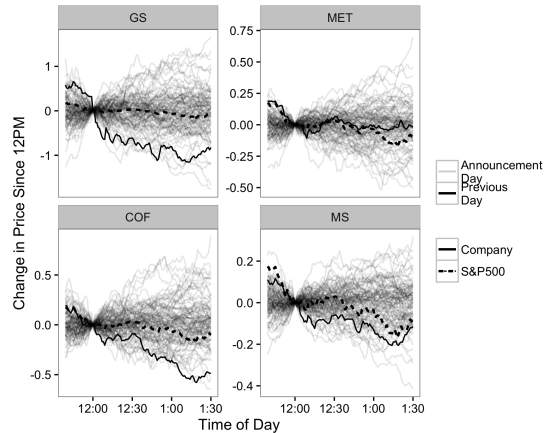 GS
MET
1
0
-1
0.75
0.50
0.25
0.00
-0.25
-0.50
COF
MS
0.5
0.0
-0.5
0.2
0.0
-0.2
-0.4
12:00 12:30 1:00 1:30
12:00 12:30 1:00 1:30
Time of Day
Change in Price Since 12PM
Announcement
Day
Previous
Day
Company
S&P500